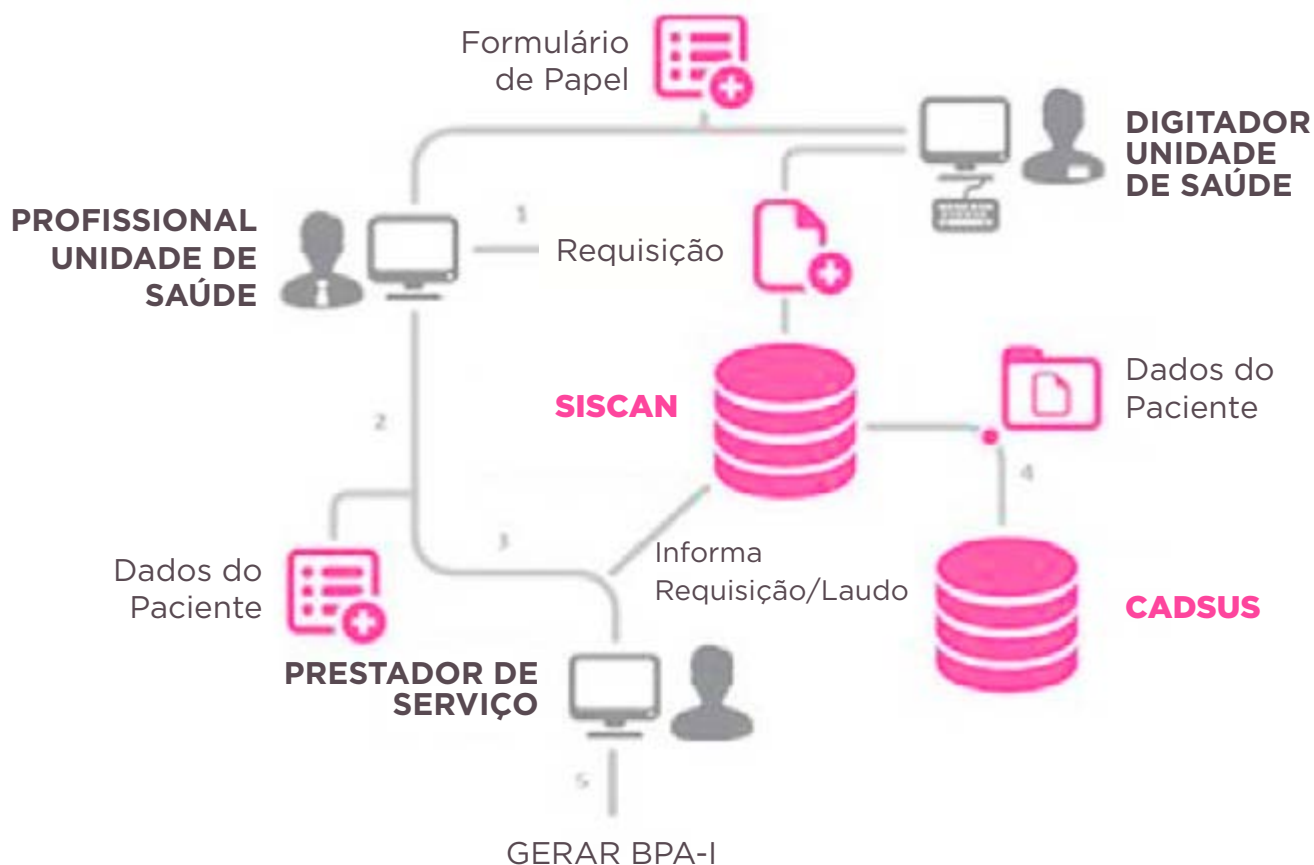 Formulário
de Papel
DIGITADOR
UNIDADE
DE SAÚDE
PROFISSIONAL
UNIDADE DE
SAÚDE
1
Requisição
SISCAN
Dados do
Paciente
2
4
3
Informa
Requisição/Laudo
Dados do
Paciente
CADSUS
PRESTADOR DE
SERVIÇO
5
GERAR BPA-I